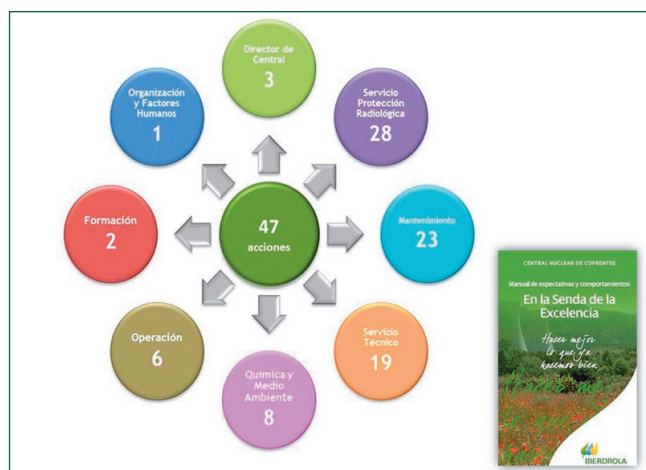 Director de
Central
3
Servicio
Protección
Radiológica
28
Mantenimiento
23
Servicio
Técnico
19
Química y
Medio
Ambiente
8
Operación
6
Formación
2
Organización
y Factores
Humanos
1
47
acciones
CENTRAL NUCLEAR DE COFRENTES
Manual de expectativas y comportamientos
En la Senda de la
Excelencia
Hacer mejor
lo que ya
hacemos bien
IBERDROLA